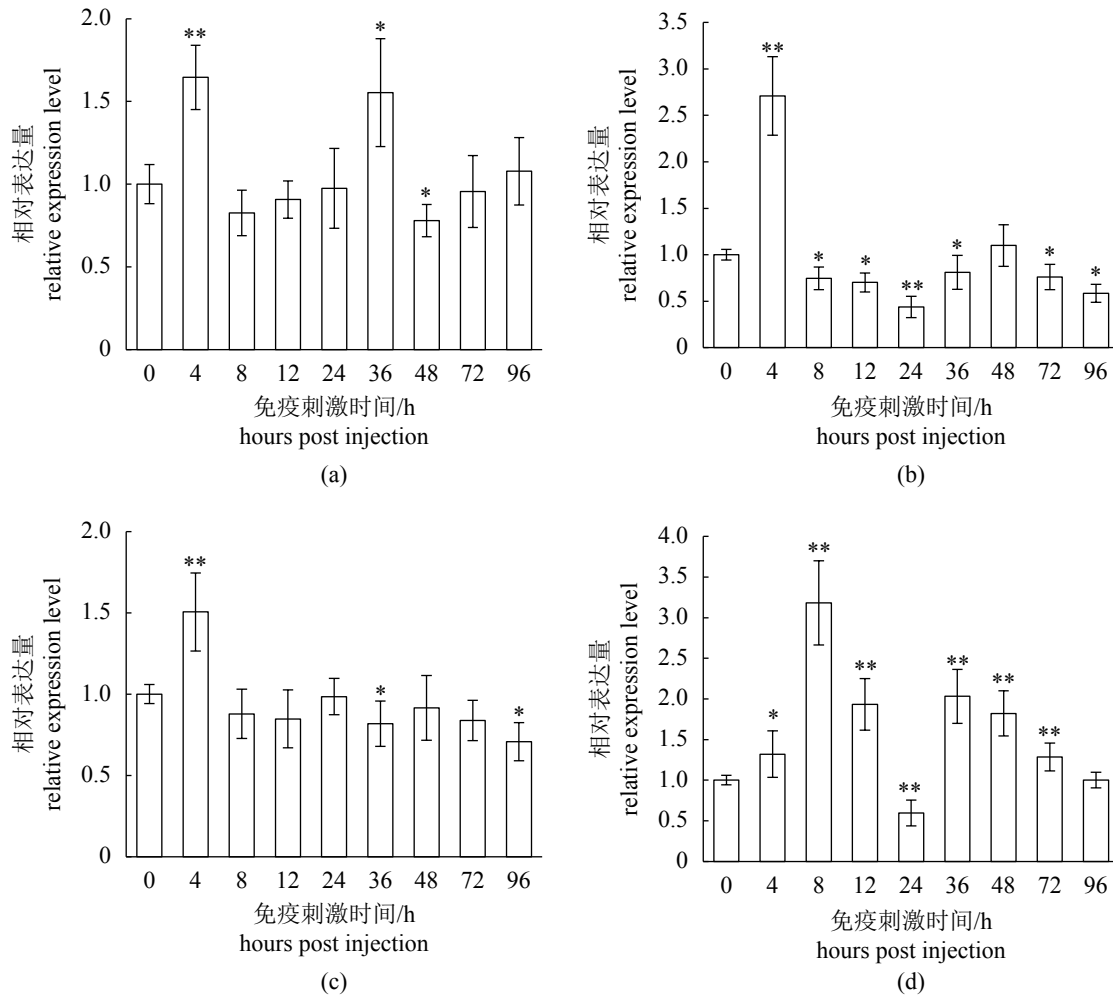 相对表达量
relative expression level
2.0
1.5
1.0
0.5
0
**
*
*
0 4 8 12 24 36 48 72 96
免疫刺激时间/h
hours post injection
(a)
相对表达量
relative expression level
3.5
3.0
2.5
2.0
1.5
1.0
0.5
0
**
*
*
**
*
*
*
0 4 8 12 24 36 48 72 96
免疫刺激时间/h
hours post injection
(b)
相对表达量
relative expression level
2.0
1.5
1.0
0.5
0
**
*
*
0 4 8 12 24 36 48 72 96
免疫刺激时间/h
hours post injection
(c)
相对表达量
relative expression level
4.0
3.5
3.0
2.5
2.0
1.5
1.0
0.5
0
*
**
**
**
**
**
**
0 4 8 12 24 36 48 72 96
免疫刺激时间/h
hours post injection
(d)